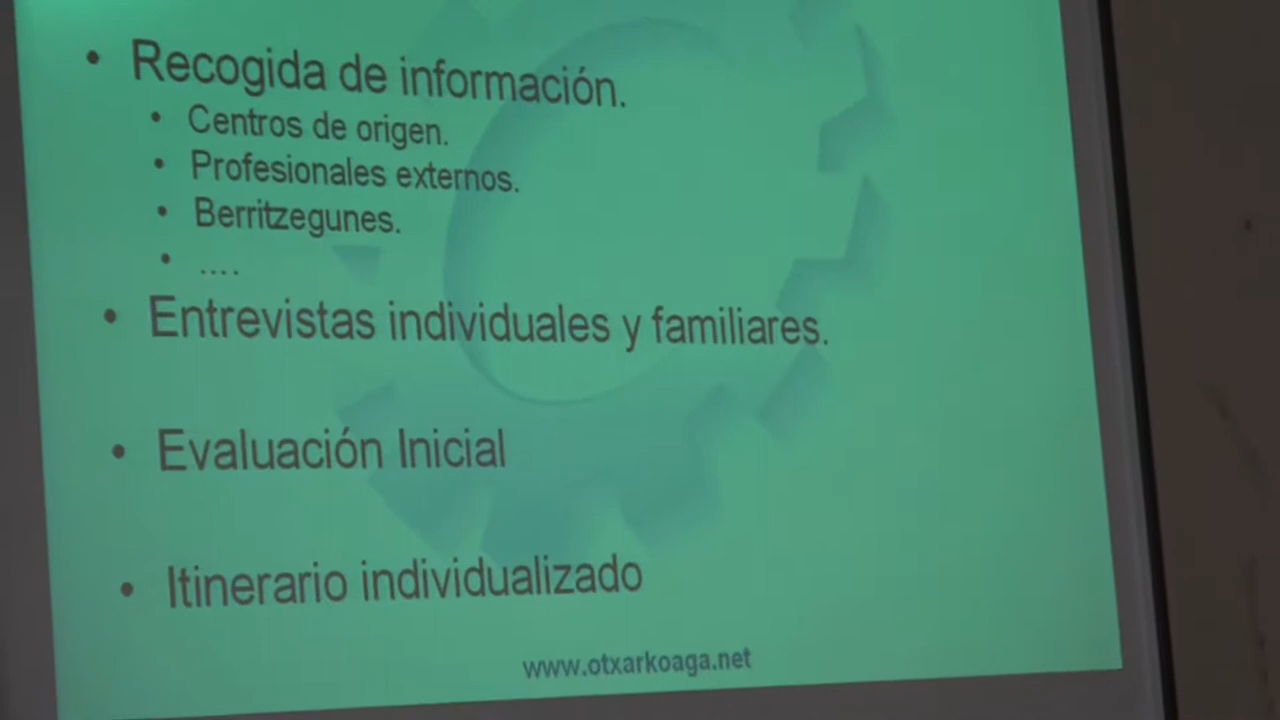 • Recogida de información.
• Centros de origen.
• Profesionales externos.
• Berritzegunes.
• ....
• Entrevistas individuales y familiares.
• Evaluación Inicial
• Itinerario individualizado
www.otxarkoaga.net